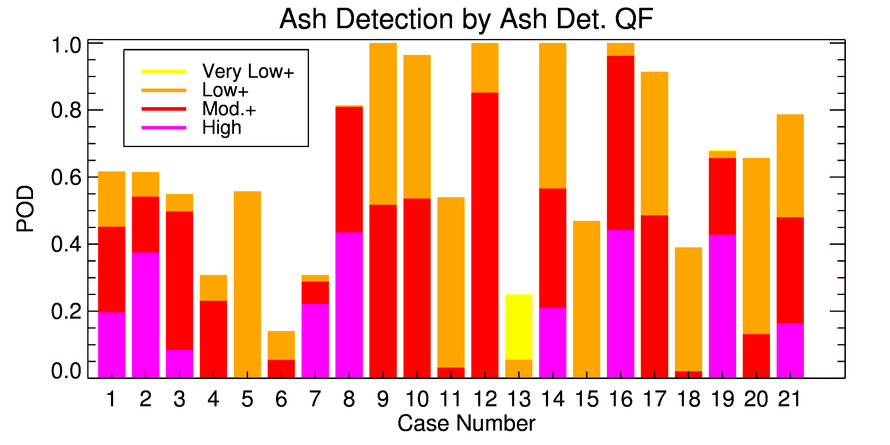 Ash Detection by Ash Det. QF
Very Low+
Low+
Mod.+
High
POD
1.0
0.8
0.6
0.4
0.2
0.0
1 2 3 4 5 6 7 8 9 10 11 12 13 14 15 16 17 18 19 20 21
Case Number